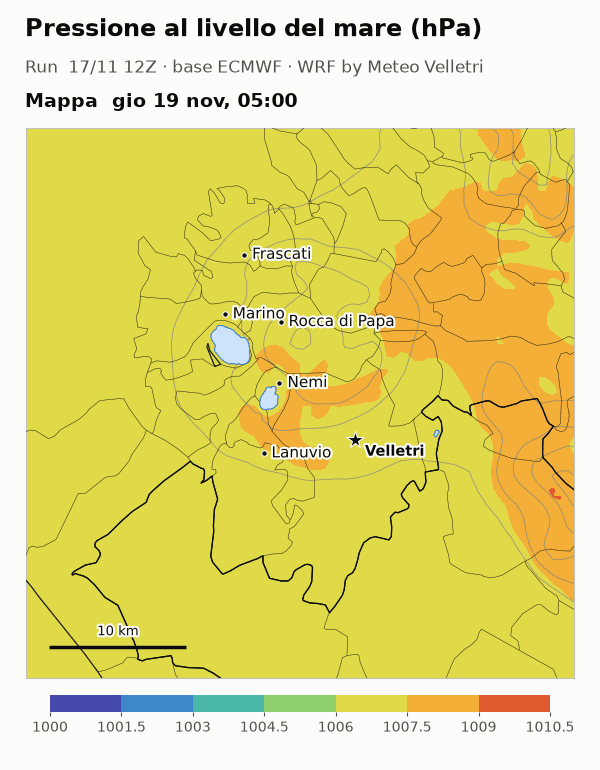 Pressione al livello del mare (hPa)
Run  17/11 12Z · base ECMWF · WRF by Meteo Velletri
Mappa  gio 19 nov, 05:00
Frascati
Marino
Rocca di Papa
Nemi
Velletri
Lanuvio
10 km
1000 1001.5 1003 1004.5 1006 1007.5 1009 1010.5